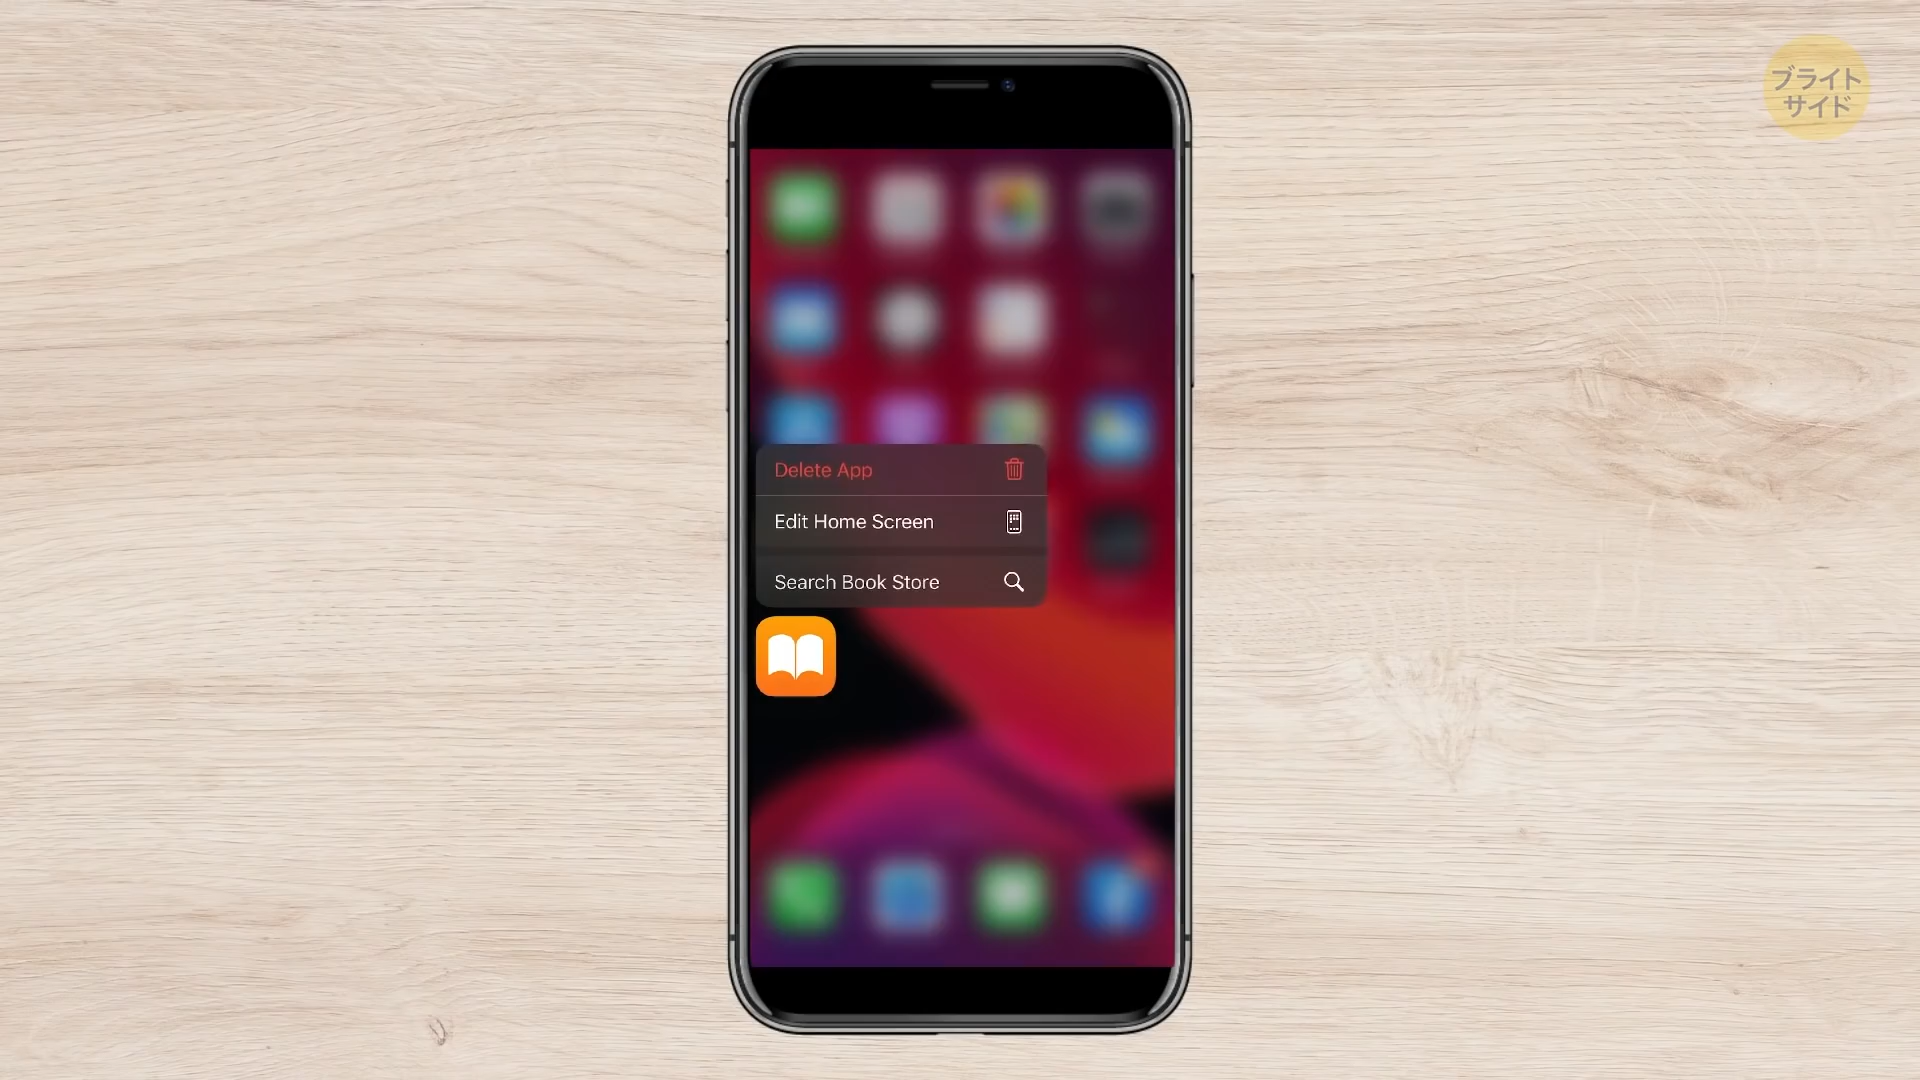 ブライト
サイド
Delete App
Edit Home Screen
Search Book Store